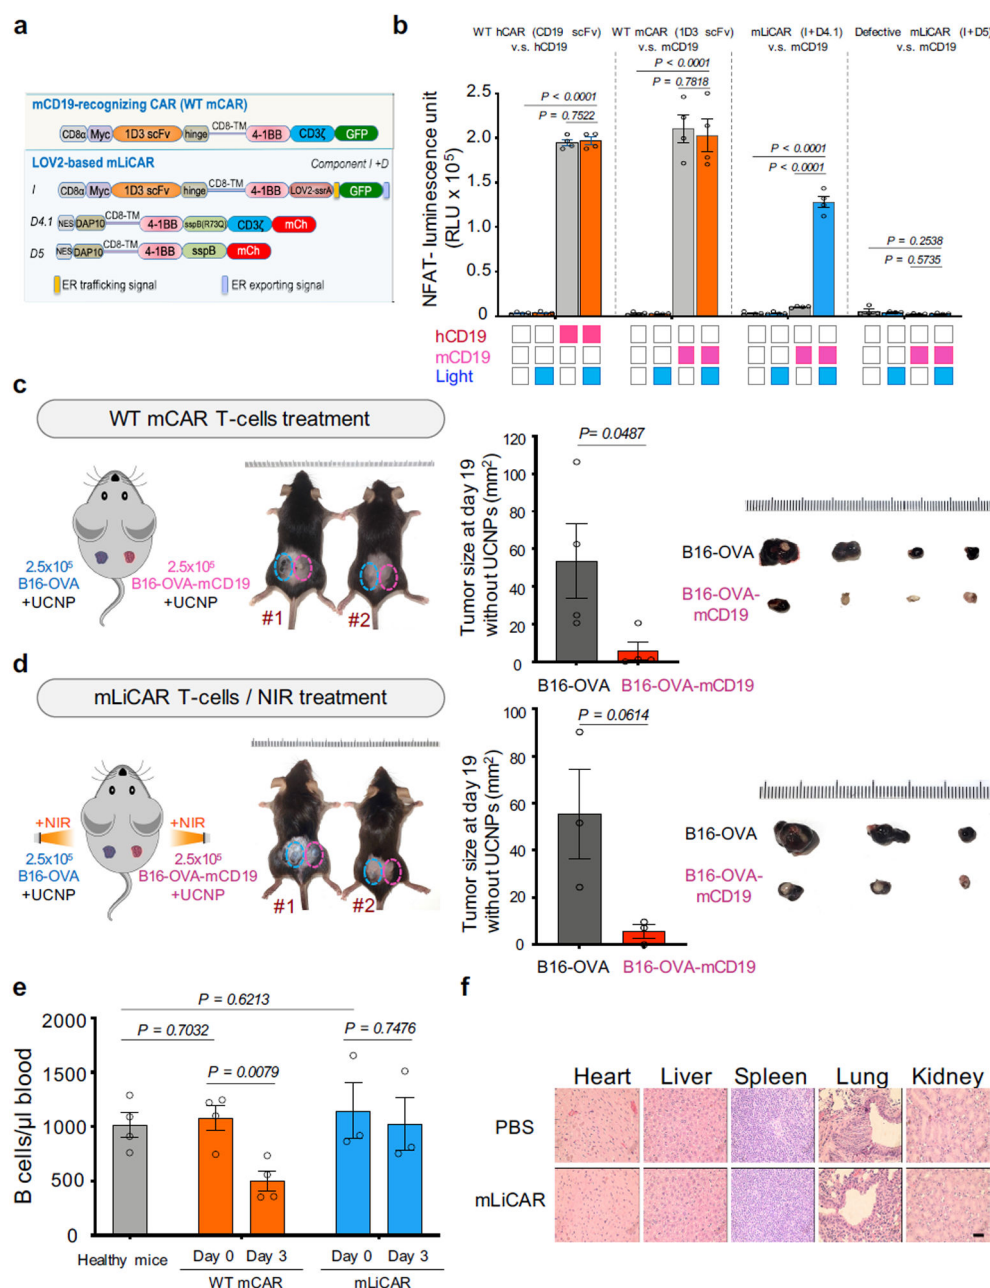 a
mCD19-recognizing CAR (WT mCAR)
CD8α Myc 1D3 scFv hinge CD8-TM 4-1BB CD3ζ GFP
LOV2-based mLiCAR
Component I +D
I CD8α Myc 1D3 scFv hinge CD8-TM 4-1BB LOV2-ssrA GFP
D4.1 NES DAP10 CD8-TM 4-1BB sspB(R73Q) CD3ζ mCh
D5 NES DAP10 CD8-TM 4-1BB sspB mCh
ER trafficking signal
ER exporting signal
b
WT hCAR (CD19 scFv)
v.s. hCD19
WT mCAR (1D3 scFv)
v.s. mCD19
mLiCAR (I+D4.1)
v.s. mCD19
Defective mLiCAR (I+D5)
v.s. mCD19
P < 0.0001
P = 0.7522
P < 0.0001
P = 0.7818
P < 0.0001
P < 0.0001
P = 0.2538
P = 0.5735
NFAT- luminescence unit
(RLU x 10⁵)
2.5
2.0
1.5
1.0
0.5
0
hCD19
mCD19
Light
c
WT mCAR T-cells treatment
2.5x10⁵
B16-OVA
+UCNP
2.5x10⁵
B16-OVA-mCD19
+UCNP
#1
#2
Tumor size at day 19
without UCNPs (mm²)
120
100
80
60
40
20
0
P= 0.0487
B16-OVA
B16-OVA-mCD19
B16-OVA
B16-OVA-
mCD19
d
mLiCAR T-cells / NIR treatment
+NIR
2.5x10⁵
B16-OVA
+UCNP
+NIR
2.5x10⁵
B16-OVA-mCD19
+UCNP
#1
#2
Tumor size at day 19
without UCNPs (mm²)
100
80
60
40
20
0
P = 0.0614
B16-OVA
B16-OVA-mCD19
B16-OVA
B16-OVA-
mCD19
e
B cells/µl blood
2000
1500
1000
500
0
P = 0.6213
P = 0.7032
P = 0.0079
P = 0.7476
Healthy mice
Day 0
Day 3
WT mCAR
Day 0
Day 3
mLiCAR
f
Heart
Liver
Spleen
Lung
Kidney
PBS
mLiCAR